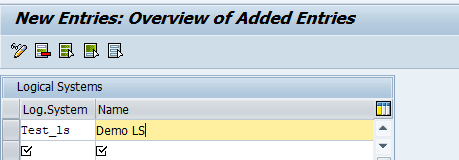 New Entries: Overview of Added Entries
Logical Systems
Log.System Name
Test_ls Demo LS